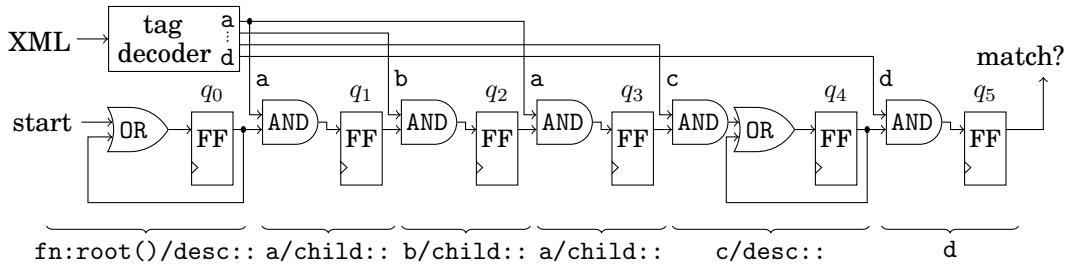 XML
tag
decoder
a
⋮
d
match?
a
b
a
c
d
q0
q1
q2
q3
q4
q5
start
OR
FF
AND
FF
AND
FF
AND
FF
AND
OR
FF
AND
FF
fn:root()/desc::
a/child::
b/child::
a/child::
c/desc::
d